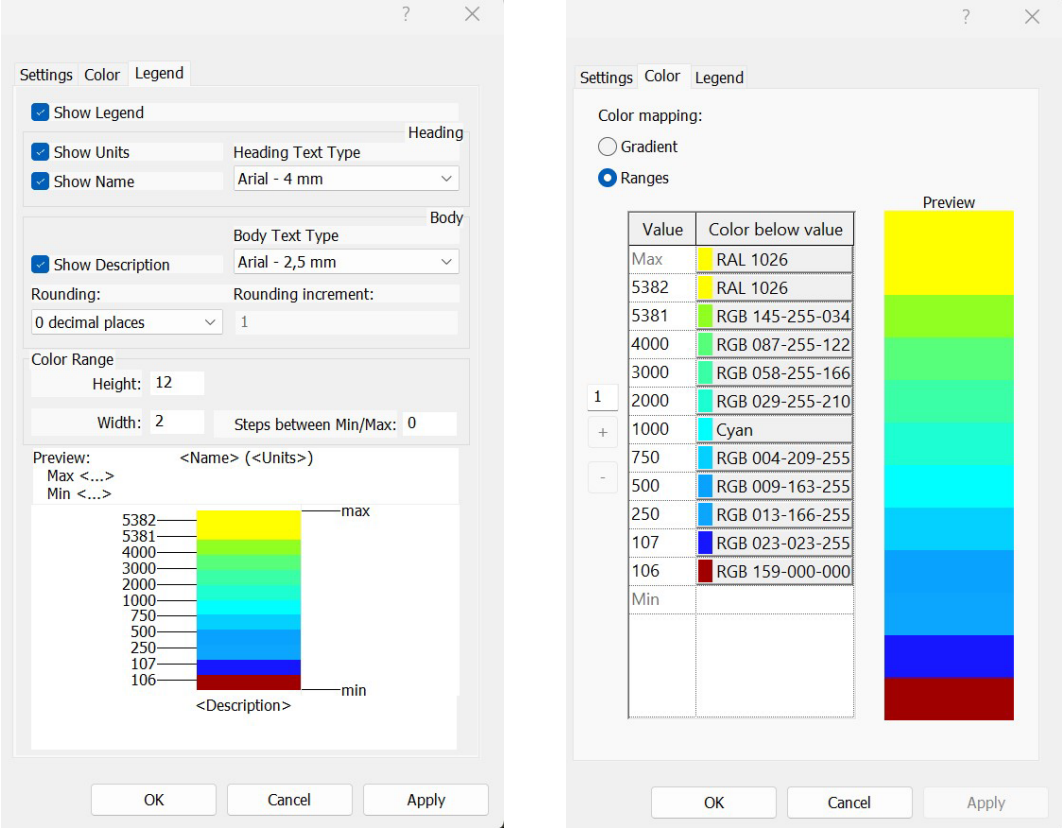 ?
Settings Color Legend
Show Legend
Heading
Show Units
Heading Text Type
Show Name
Arial - 4 mm
Body
Body Text Type
Show Description
Arial - 2,5 mm
Rounding:
Rounding increment:
0 decimal places
1
Color Range
Height: 12
Width: 2
Steps between Min/Max: 0
Preview:
<Name> (<Units>)
Max <...>
Min <...>
max
5382
5381
4000
3000
2000
1000
750
500
250
107
106
min
<Description>
OK Cancel Apply
?
Settings Color Legend
Color mapping:
Gradient
Ranges
Preview
Value Color below value
Max RAL 1026
5382 RAL 1026
5381 RGB 145-255-034
4000 RGB 087-255-122
3000 RGB 058-255-166
2000 RGB 029-255-210
1000 Cyan
750 RGB 004-209-255
500 RGB 009-163-255
250 RGB 013-166-255
107 RGB 023-023-255
106 RGB 159-000-000
Min
1
+
-
OK Cancel Apply